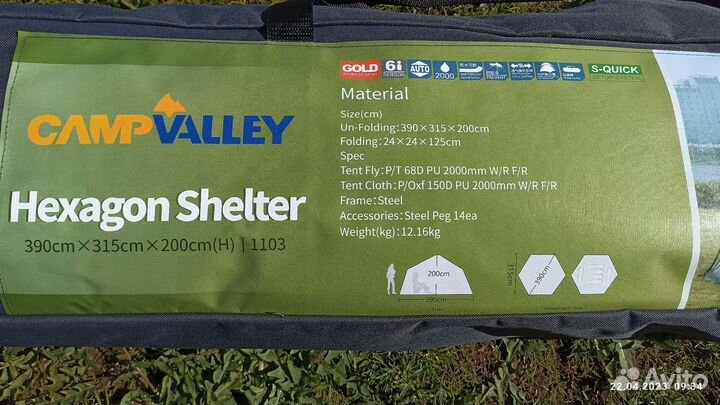 CAMPVALLEY
Hexagon Shelter
390cm×315cm×200cm(H) | 1103
GOLD 6i PERSON AUTO 2000 S-QUICK
Material
Size(cm)
Un-Folding:390×315×200cm
Folding:24×24×125cm
Spec
Tent Fly:P/T 68D PU 2000mm W/R F/R
Tent Cloth:P/Oxf 150D PU 2000mm W/R F/R
Frame:Steel
Accessories:Steel Peg 14ea
Weight(kg):12.16kg
200cm
390cm
315cm
390cm
Avito
22.04.2023 09:34